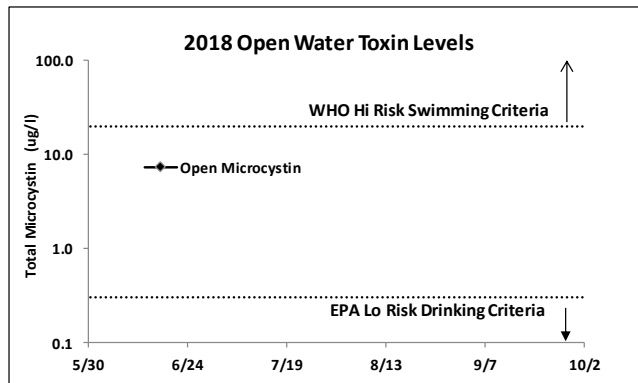 2018 Open Water Toxin Levels
Total Microcystin (ug/l)
100.0
WHO Hi Risk Swimming Criteria
10.0
Open Microcystin
1.0
EPA Lo Risk Drinking Criteria
0.1
5/30 6/24 7/19 8/13 9/7 10/2